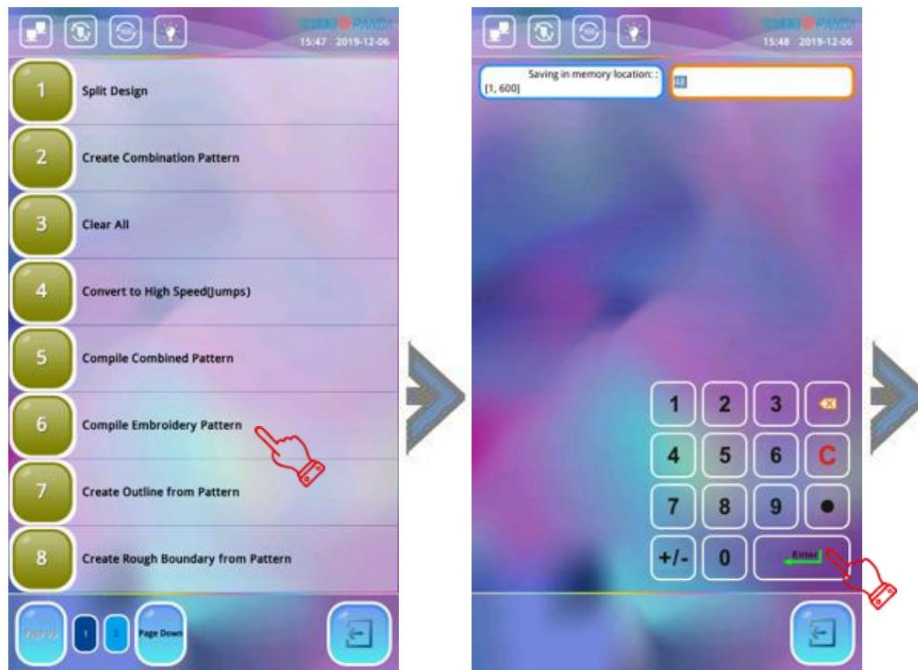 15:47 2019-12-06
1 Split Design
2 Create Combination Pattern
3 Clear All
4 Convert to High Speed(Jumps)
5 Compile Combined Pattern
6 Compile Embroidery Pattern
7 Create Outline from Pattern
8 Create Rough Boundary from Pattern
1 2 Page Down
15:48 2019-12-06
Saving in memory location: :
[1, 600]
1 2 3
4 5 6 C
7 8 9
+/- 0 Enter